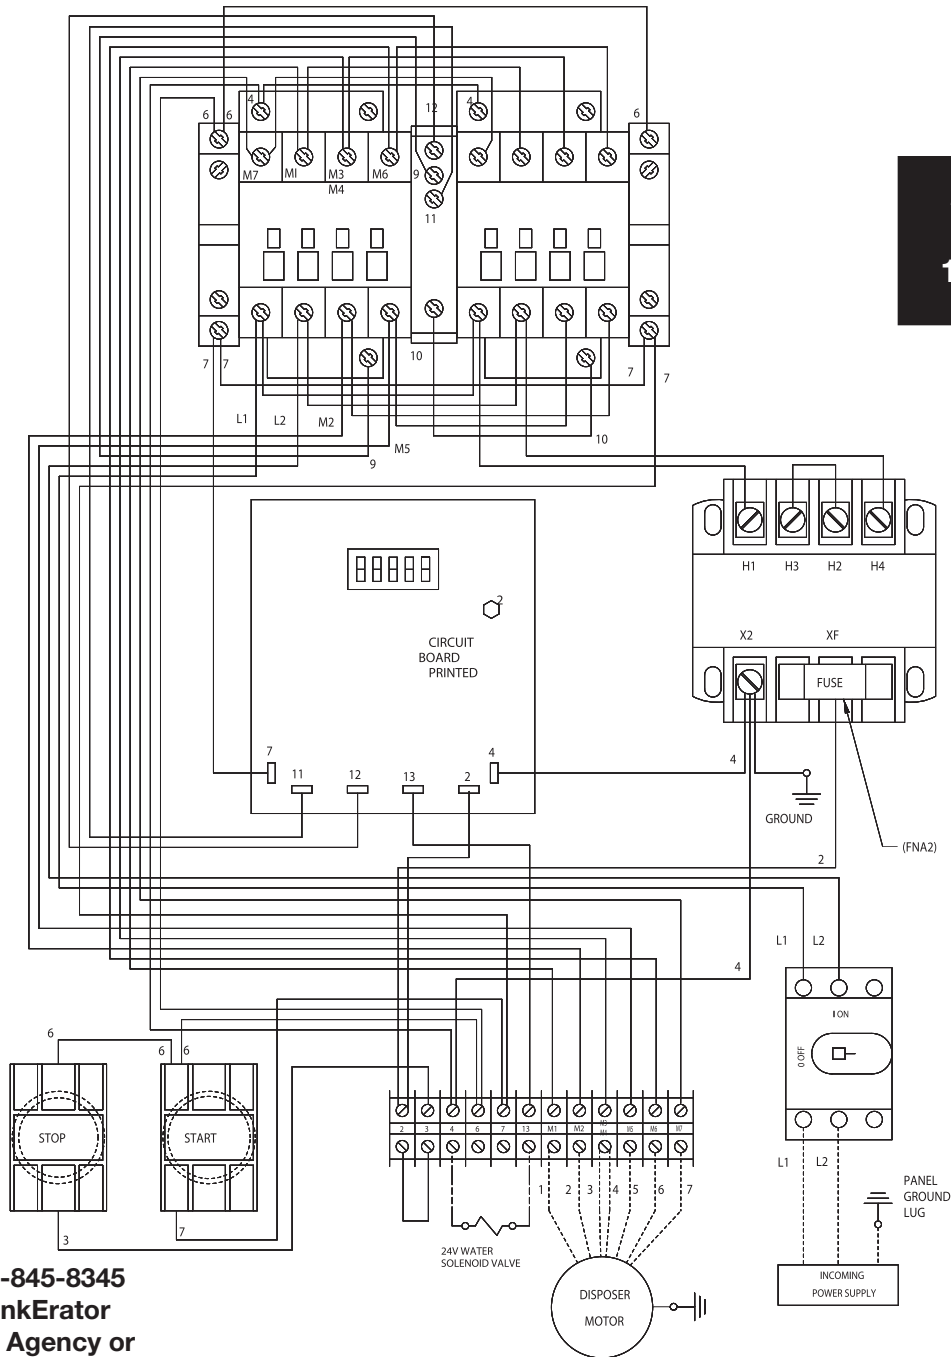 12
4
4
6
6
6
1
M7
MI
M3
M6
9
M4
11
7
7
10
7
7
L1
L2
M2
M5
10
9
H1
H3
H2
H4
2
CIRCUIT
BOARD
PRINTED
X2
XF
FUSE
7
11
12
13
2
4
4
GROUND
(FNA2)
2
L1
L2
4
I ON
O OFF
6
6
6
STOP
START
2
3
4
6
7
13
M1
M2
M3
M4
M5
M6
M7
L1
L2
1
2
3
4
5
6
7
PANEL
GROUND
LUG
3
7
24V WATER
SOLENOID VALVE
INCOMING
POWER SUPPLY
DISPOSER
MOTOR
-845-8345
nkErator
Agency or